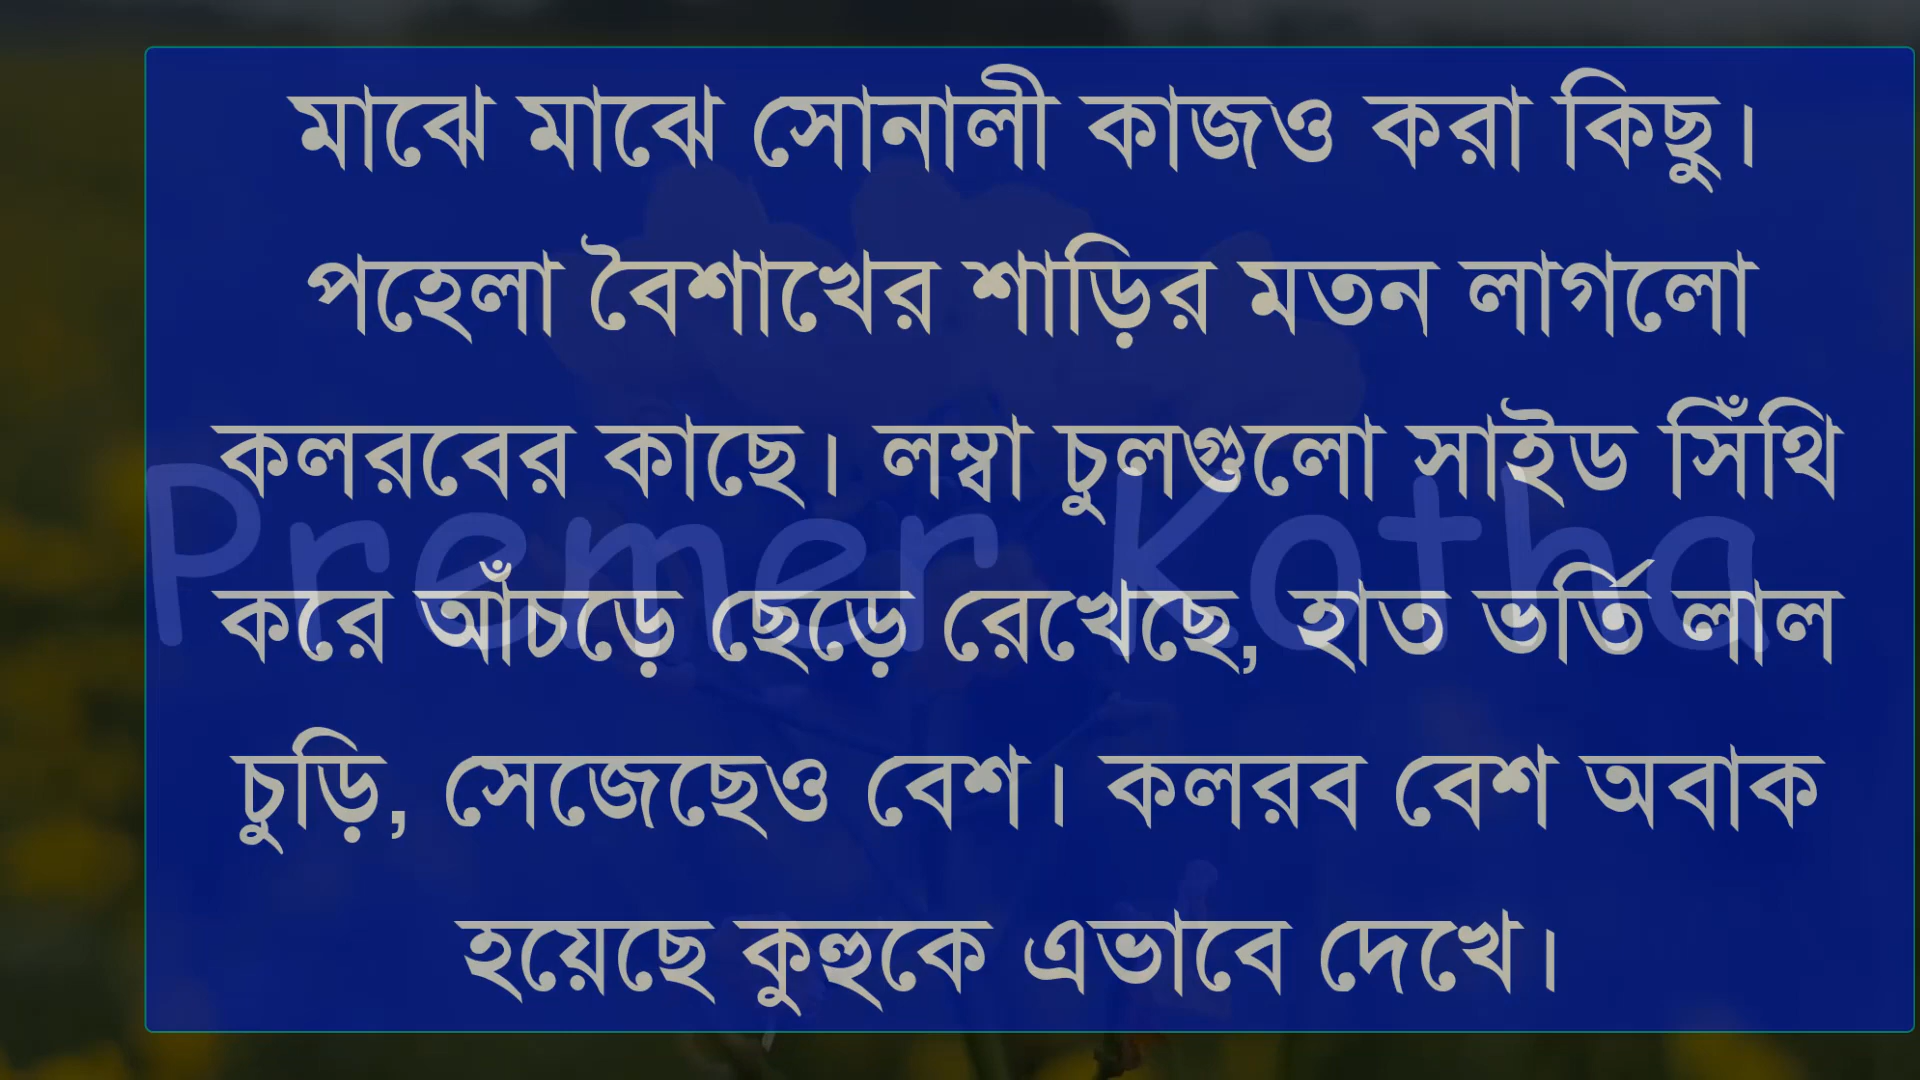 মাঝে মাঝে সোনালী কাজও করা কিছু।
পহেলা বৈশাখের শাড়ির মতন লাগলো
কলরবের কাছে। লম্বা চুলগুলো সাইড সিঁথি
করে আঁচড়ে ছেড়ে রেখেছে, হাত ভর্তি লাল
চুড়ি, সেজেছেও বেশ। কলরব বেশ অবাক
হয়েছে কুহুকে এভাবে দেখে।
Premer Kotha